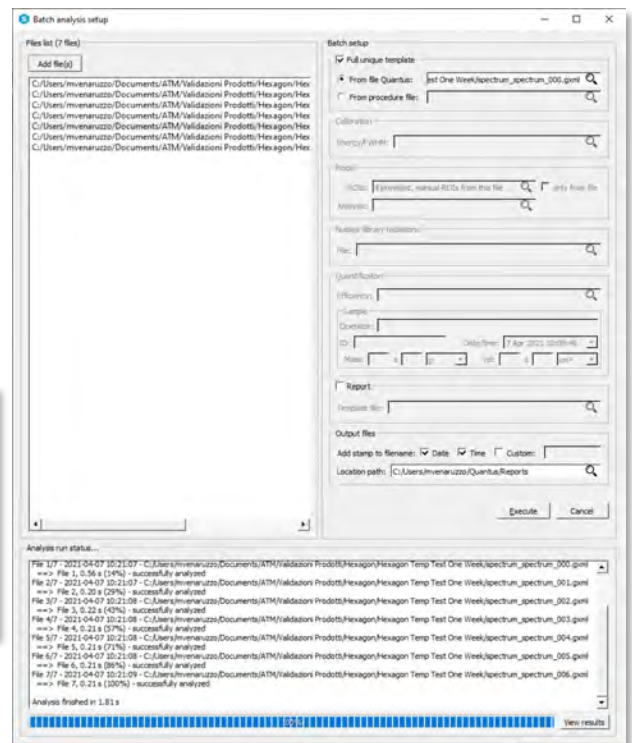 Batch analysis setup
Files list (7 files)
Add file(s)
C:/Users/mvenaruzzo/Documents/ATM/Validazioni Prodotti/Hexagon/Hex
C:/Users/mvenaruzzo/Documents/ATM/Validazioni Prodotti/Hexagon/Hex
C:/Users/mvenaruzzo/Documents/ATM/Validazioni Prodotti/Hexagon/Hex
C:/Users/mvenaruzzo/Documents/ATM/Validazioni Prodotti/Hexagon/Hex
C:/Users/mvenaruzzo/Documents/ATM/Validazioni Prodotti/Hexagon/Hex
C:/Users/mvenaruzzo/Documents/ATM/Validazioni Prodotti/Hexagon/Hex
C:/Users/mvenaruzzo/Documents/ATM/Validazioni Prodotti/Hexagon/Hex
Batch setup
Full unique template
From file Quantus: est One Week/spectrum_spectrum_000.gxml
From procedure file:
Calibration
Energy/FWHM:
ROIs: manual ROIs from this file only from file
Analysis:
Nuclide library
File:
Quantification
Efficiency:
Sample
Operator:
ID: Date/time: 7 Apr 2021
Mass: ± g Vol: ± cm³
Report
Template file:
Output files
Add stamp to filename: Date Time Custom:
Location path: C:/Users/mvenaruzzo/Quantus/Reports
Execute Cancel
Analysis run status...
File 1/7 - 2021-04-07 10:21:07 - C:/Users/mvenaruzzo/Documents/ATM/Validazioni Prodotti/Hexagon/Hexagon Temp Test One Week/spectrum_spectrum_000.gxml
==> File 1, 0.56 s (14%) - successfully analyzed
File 2/7 - 2021-04-07 10:21:07 - C:/Users/mvenaruzzo/Documents/ATM/Validazioni Prodotti/Hexagon/Hexagon Temp Test One Week/spectrum_spectrum_001.gxml
==> File 2, 0.20 s (29%) - successfully analyzed
File 3/7 - 2021-04-07 10:21:08 - C:/Users/mvenaruzzo/Documents/ATM/Validazioni Prodotti/Hexagon/Hexagon Temp Test One Week/spectrum_spectrum_002.gxml
==> File 3, 0.22 s (43%) - successfully analyzed
File 4/7 - 2021-04-07 10:21:08 - C:/Users/mvenaruzzo/Documents/ATM/Validazioni Prodotti/Hexagon/Hexagon Temp Test One Week/spectrum_spectrum_003.gxml
==> File 4, 0.21 s (57%) - successfully analyzed
File 5/7 - 2021-04-07 10:21:08 - C:/Users/mvenaruzzo/Documents/ATM/Validazioni Prodotti/Hexagon/Hexagon Temp Test One Week/spectrum_spectrum_004.gxml
==> File 5, 0.21 s (71%) - successfully analyzed
File 6/7 - 2021-04-07 10:21:08 - C:/Users/mvenaruzzo/Documents/ATM/Validazioni Prodotti/Hexagon/Hexagon Temp Test One Week/spectrum_spectrum_005.gxml
==> File 6, 0.21 s (86%) - successfully analyzed
File 7/7 - 2021-04-07 10:21:09 - C:/Users/mvenaruzzo/Documents/ATM/Validazioni Prodotti/Hexagon/Hexagon Temp Test One Week/spectrum_spectrum_006.gxml
==> File 7, 0.21 s (100%) - successfully analyzed
Analysis finished in 1.81 s
View results